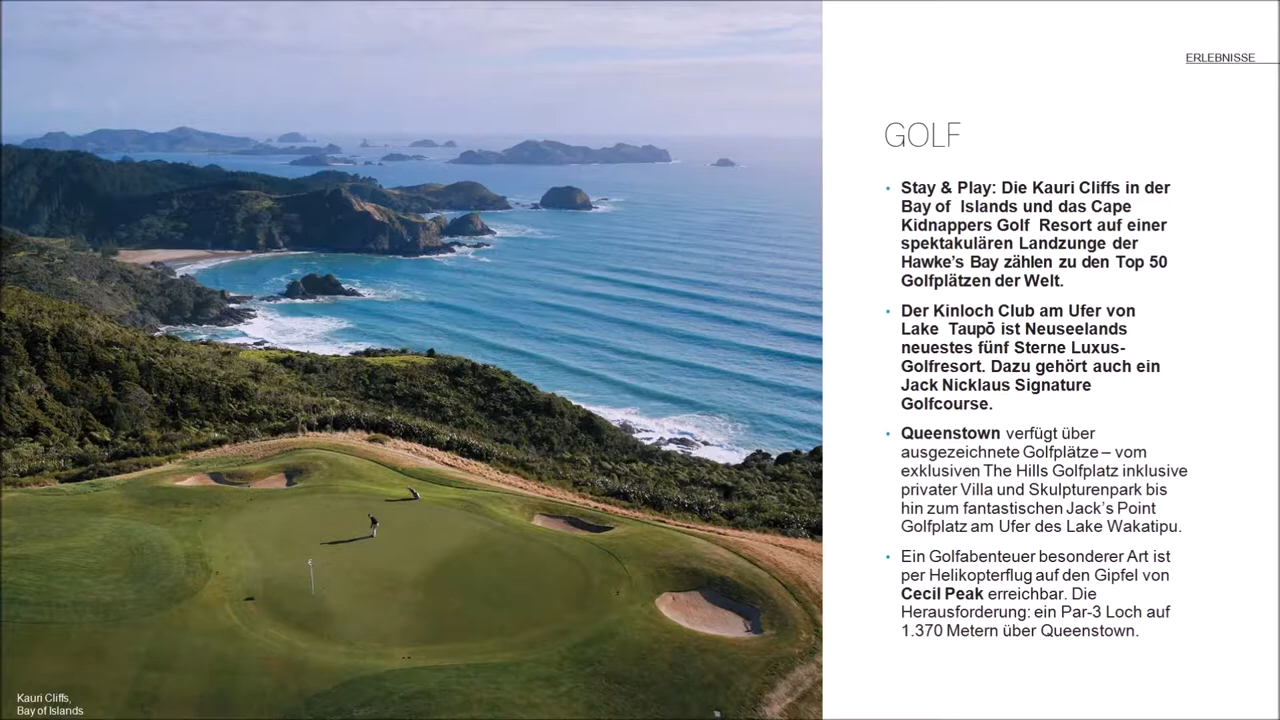 ERLEBNISSE
GOLF
• Stay & Play: Die Kauri Cliffs in der
Bay of Islands und das Cape
Kidnappers Golf Resort auf einer
spektakulären Landzunge der
Hawke’s Bay zählen zu den Top 50
Golfplätzen der Welt.
• Der Kinloch Club am Ufer von
Lake Taupō ist Neuseelands
neuestes fünf Sterne Luxus-
Golfresort. Dazu gehört auch ein
Jack Nicklaus Signature
Golfcourse.
• Queenstown verfügt über
ausgezeichnete Golfplätze – vom
exklusiven The Hills Golfplatz inklusive
privater Villa und Skulpturenpark bis
hin zum fantastischen Jack’s Point
Golfplatz am Ufer des Lake Wakatipu.
• Ein Golfabenteuer besonderer Art ist
per Helikopterflug auf den Gipfel von
Cecil Peak erreichbar. Die
Herausforderung: ein Par-3 Loch auf
1.370 Metern über Queenstown.
Kauri Cliffs,
Bay of Islands